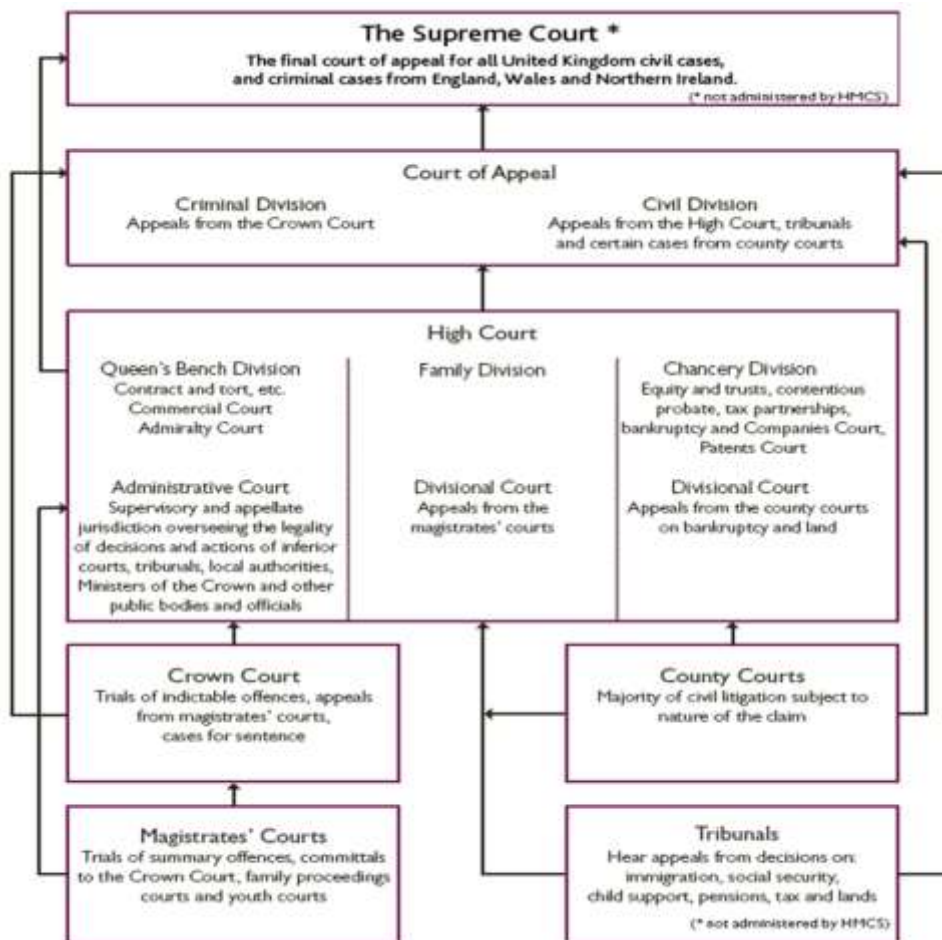 The Supreme Court *
The final court of appeal for all United Kingdom civil cases,
and criminal cases from England, Wales and Northern Ireland.
(* not administered by HMCS)
Court of Appeal
Criminal Division
Appeals from the Crown Court
Civil Division
Appeals from the High Court, tribunals
and certain cases from county courts
High Court
Queen's Bench Division
Contract and tort, etc.
Commercial Court
Admiralty Court
Administrative Court
Supervisory and appellate
jurisdiction overseeing the legality
of decisions and actions of inferior
courts, tribunals, local authorities,
Ministers of the Crown and other
public bodies and officials
Family Division
Divisional Court
Appeals from the
magistrates' courts
Chancery Division
Equity and trusts, contentious
probate, tax partnerships,
bankruptcy and Companies Court,
Patents Court
Divisional Court
Appeals from the county courts
on bankruptcy and land
Crown Court
Trials of indictable offences, appeals
from magistrates' courts,
cases for sentence
County Courts
Majority of civil litigation subject to
nature of the claim
Magistrates' Courts
Trials of summary offences, committals
to the Crown Court, family proceedings
courts and youth courts
Tribunals
Hear appeals from decisions on:
immigration, social security,
child support, pensions, tax and lands
(* not administered by HMCS)